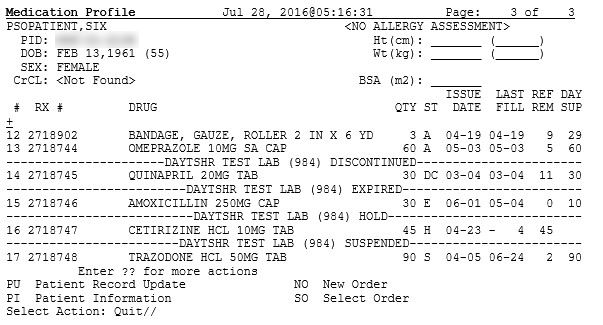 Medication Profile Jul 28, 2016@05:16:31 Page: 3 of 3
PSOPATIENT,SIX <NO ALLERGY ASSESSMENT>
PID: Ht(cm): _______ (______)
DOB: FEB 13,1961 (55) Wt(kg): _______ (______)
SEX: FEMALE
CrCL: <Not Found> BSA (m2): _______
ISSUE LAST REF DAY
# RX # DRUG QTY ST DATE FILL REM SUP
+
12 2718902 BANDAGE, GAUZE, ROLLER 2 IN X 6 YD 3 A 04-19 04-19 9 29
13 2718744 OMEPRAZOLE 10MG SA CAP 60 A 05-03 05-03 5 60
-----------------------DAYTSHR TEST LAB (984) DISCONTINUED-----------------------
14 2718745 QUINAPRIL 20MG TAB 30 DC 03-04 03-04 11 30
--------------------------DAYTSHR TEST LAB (984) EXPIRED--------------------------
15 2718746 AMOXICILLIN 250MG CAP 30 E 06-01 05-04 0 10
---------------------------DAYTSHR TEST LAB (984) HOLD---------------------------
16 2718747 CETIRIZINE HCL 10MG TAB 45 H 04-23 - 4 45
-------------------------DAYTSHR TEST LAB (984) SUSPENDED-------------------------
17 2718748 TRAZODONE HCL 50MG TAB 90 S 04-05 06-24 2 90
Enter ?? for more actions
PU Patient Record Update NO New Order
PI Patient Information SO Select Order
Select Action: Quit//